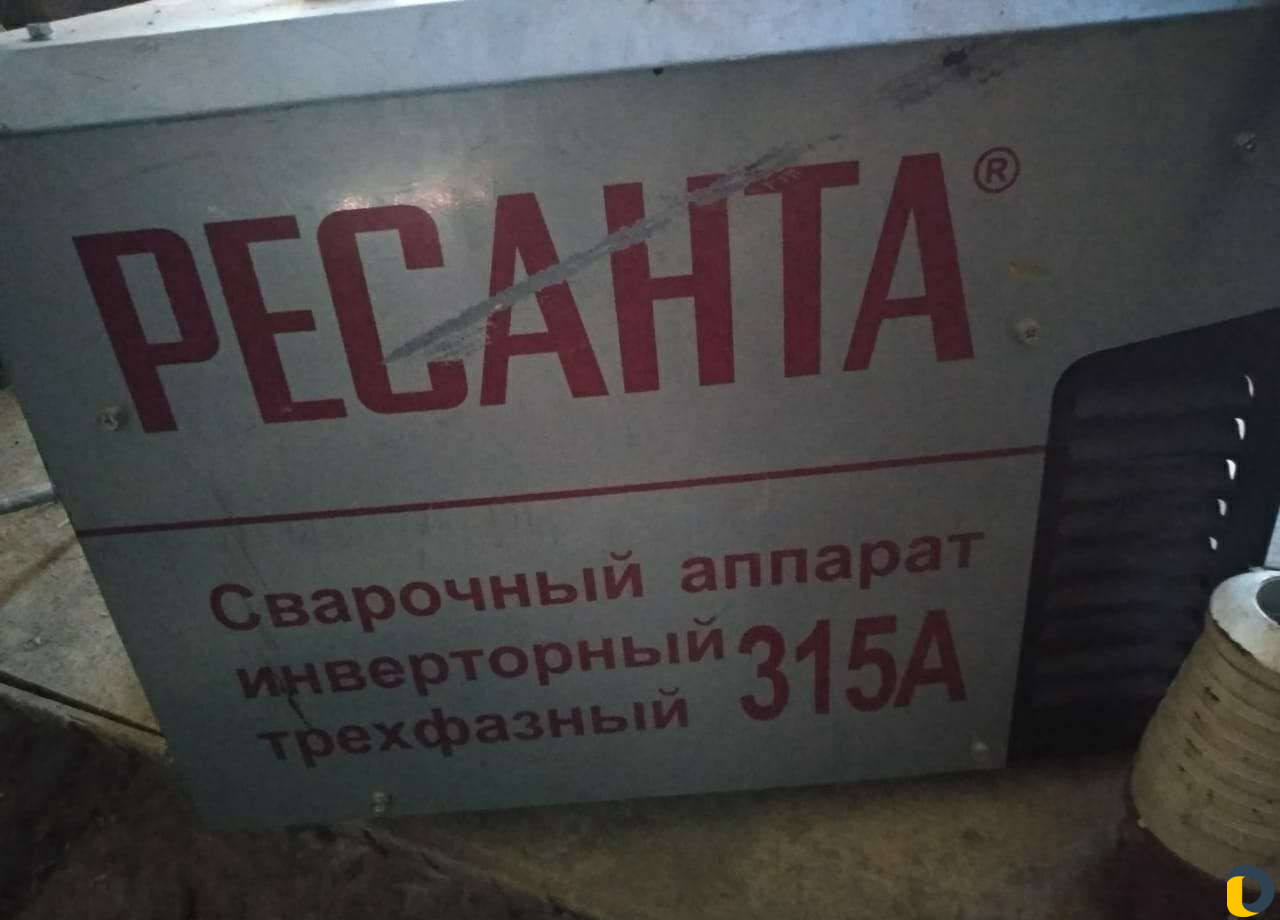 РЕСАНТА®
Сварочный аппарат
инверторный 315А
трехфазный